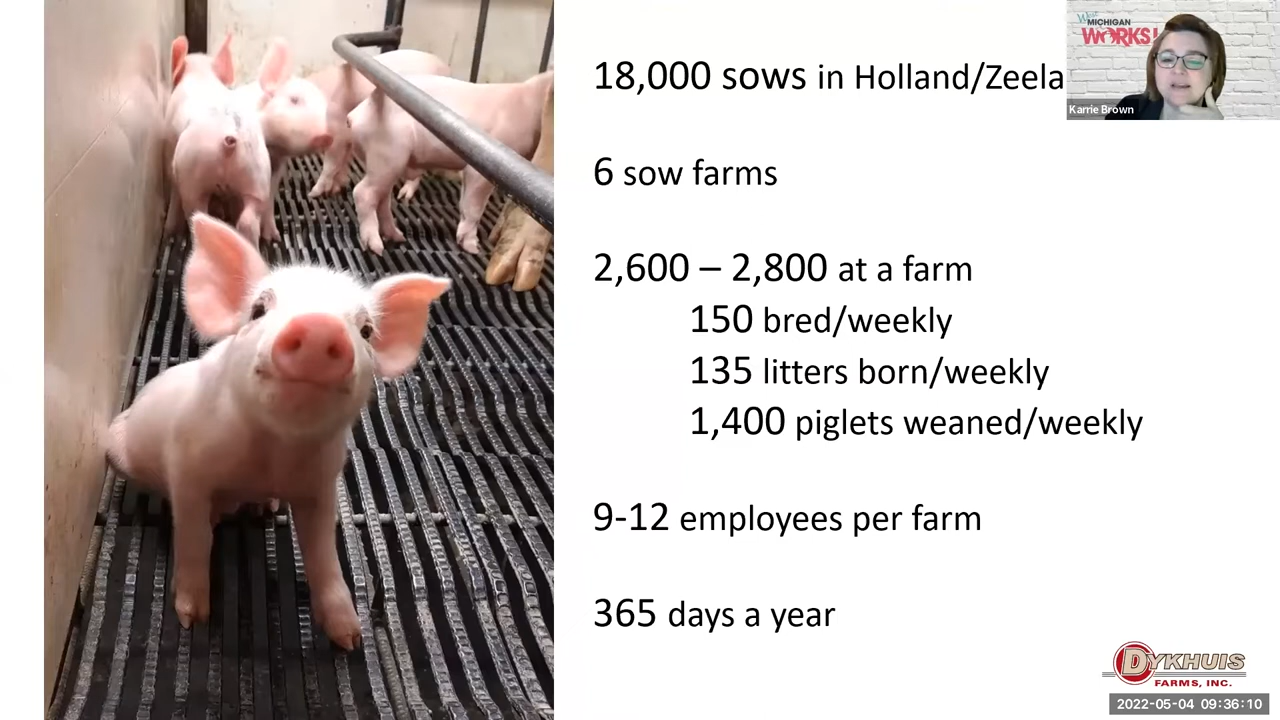 18,000 sows in Holland/Zeela
West
MICHIGAN
WORKS!
Karrie Brown
6 sow farms
2,600 – 2,800 at a farm
150 bred/weekly
135 litters born/weekly
1,400 piglets weaned/weekly
9-12 employees per farm
365 days a year
DYKHUIS
FARMS, INC.
2022-05-04 09:36:10